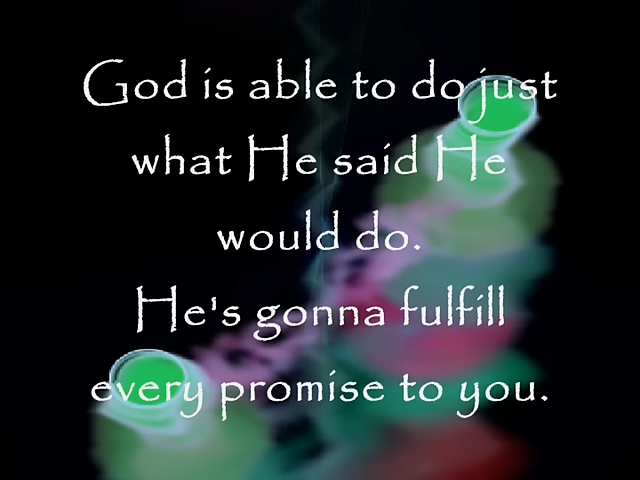 God is able to do just
what He said He
would do.
He's gonna fulfill
every promise to you.